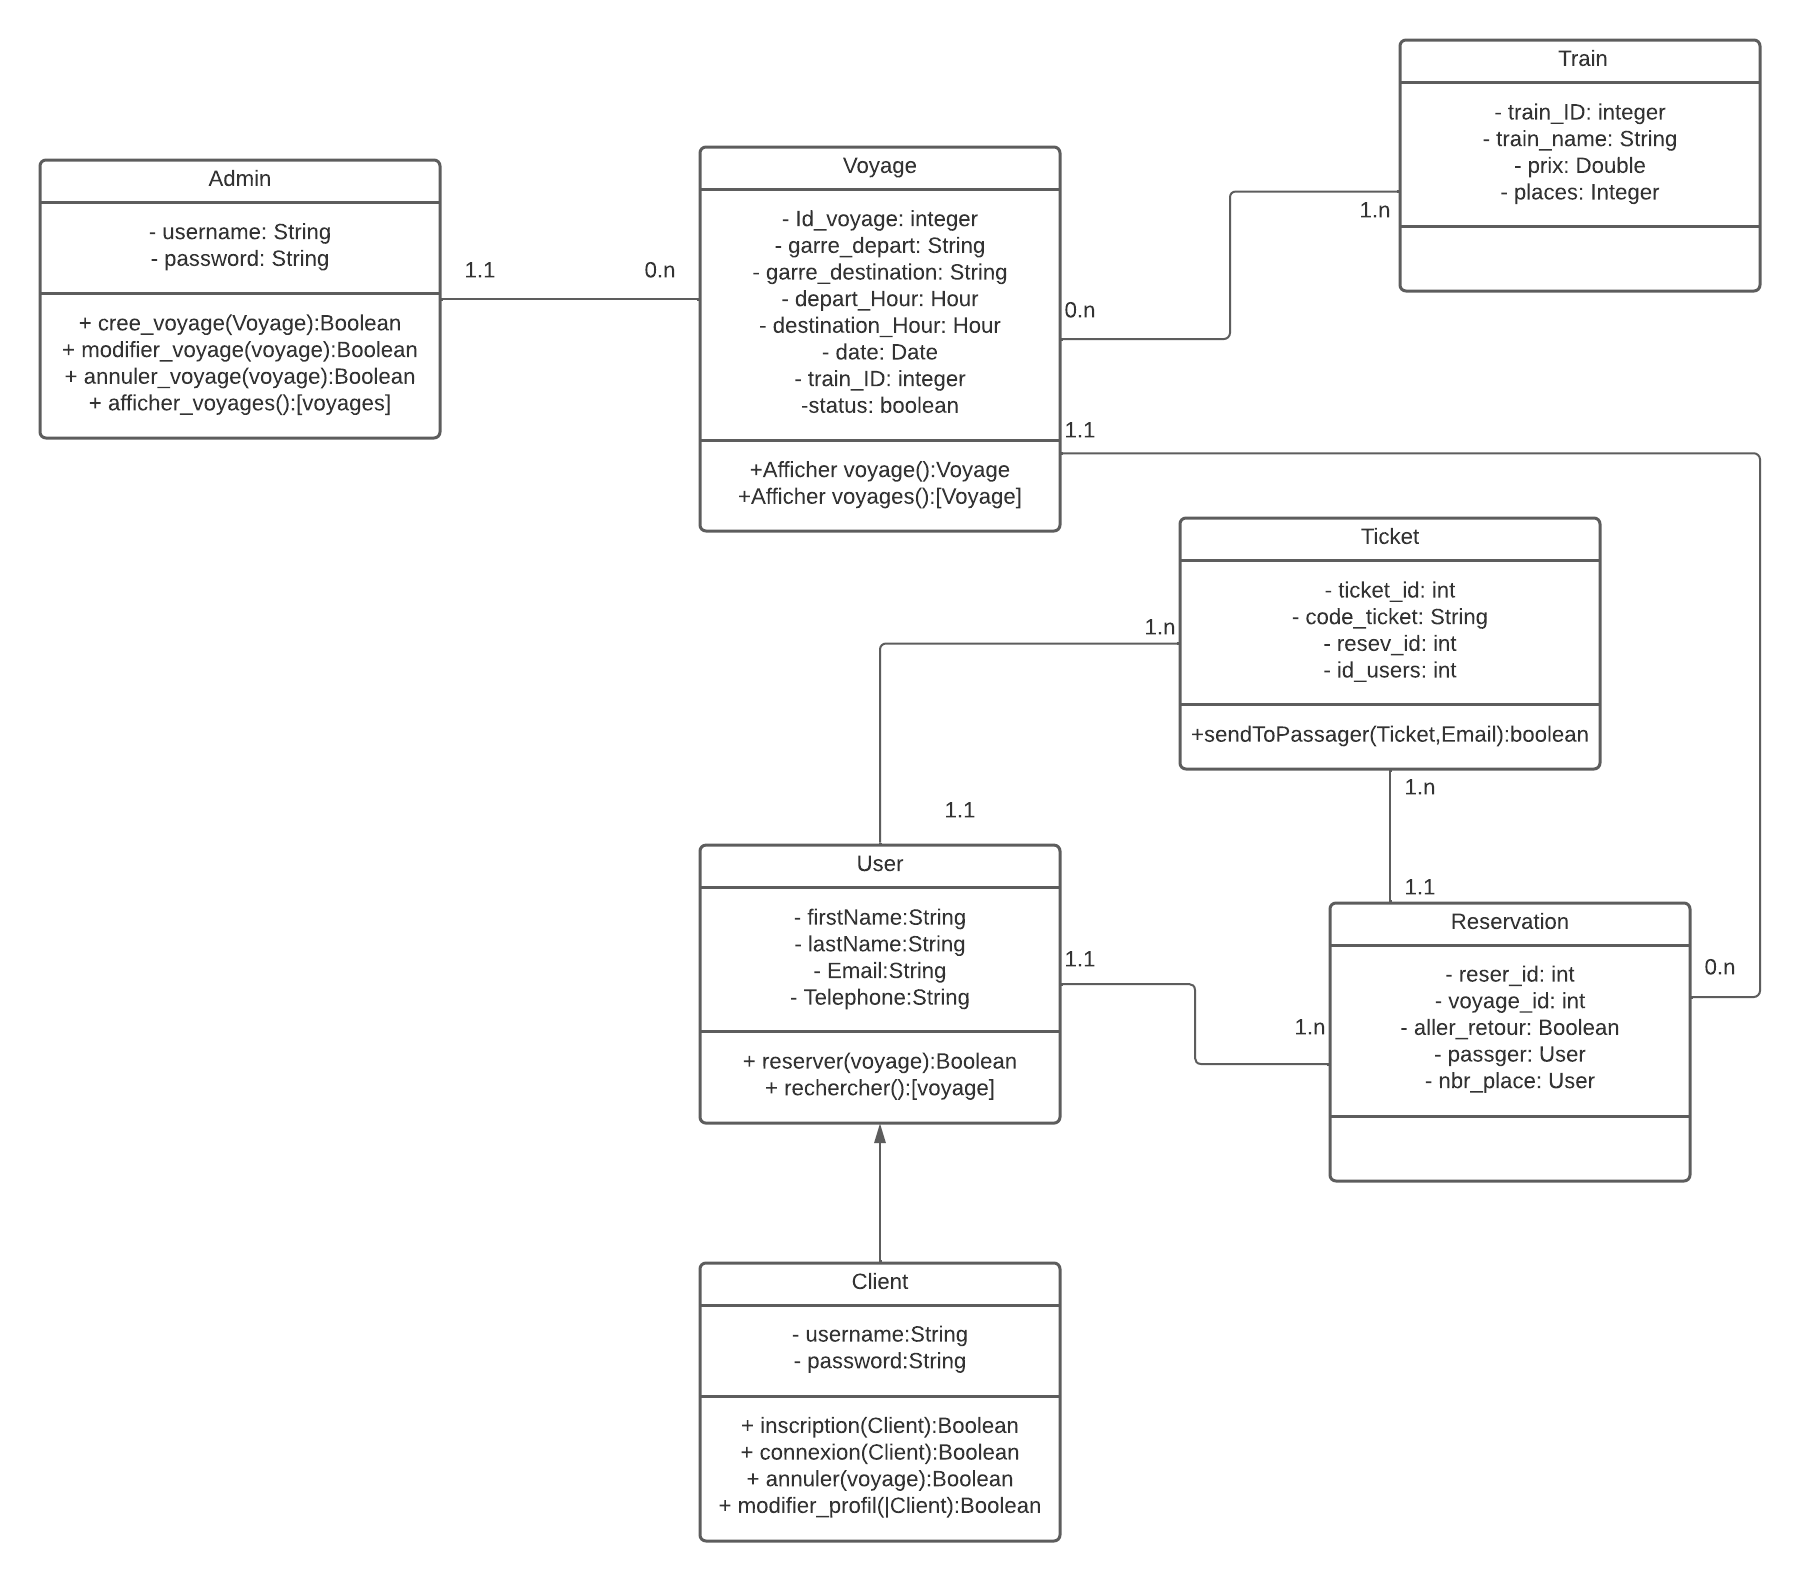 Train
- train_ID: integer
- train_name: String
- prix: Double
- places: Integer
1.n
Admin
- username: String
- password: String
+ cree_voyage(Voyage):Boolean
+ modifier_voyage(voyage):Boolean
+ annuler_voyage(voyage):Boolean
+ afficher_voyages():[voyages]
1.1
0.n
Voyage
- Id_voyage: integer
- garre_depart: String
- garre_destination: String
- depart_Hour: Hour
- destination_Hour: Hour
- date: Date
- train_ID: integer
-status: boolean
+Afficher voyage():Voyage
+Afficher voyages():[Voyage]
0.n
1.1
Ticket
- ticket_id: int
- code_ticket: String
- resev_id: int
- id_users: int
+sendToPassager(Ticket,Email):boolean
1.n
1.n
1.1
1.1
User
- firstName:String
- lastName:String
- Email:String
- Telephone:String
+ reserver(voyage):Boolean
+ rechercher():[voyage]
1.1
1.n
Reservation
- reser_id: int
- voyage_id: int
- aller_retour: Boolean
- passger: User
- nbr_place: User
0.n
Client
- username:String
- password:String
+ inscription(Client):Boolean
+ connexion(Client):Boolean
+ annuler(voyage):Boolean
+ modifier_profil(|Client):Boolean